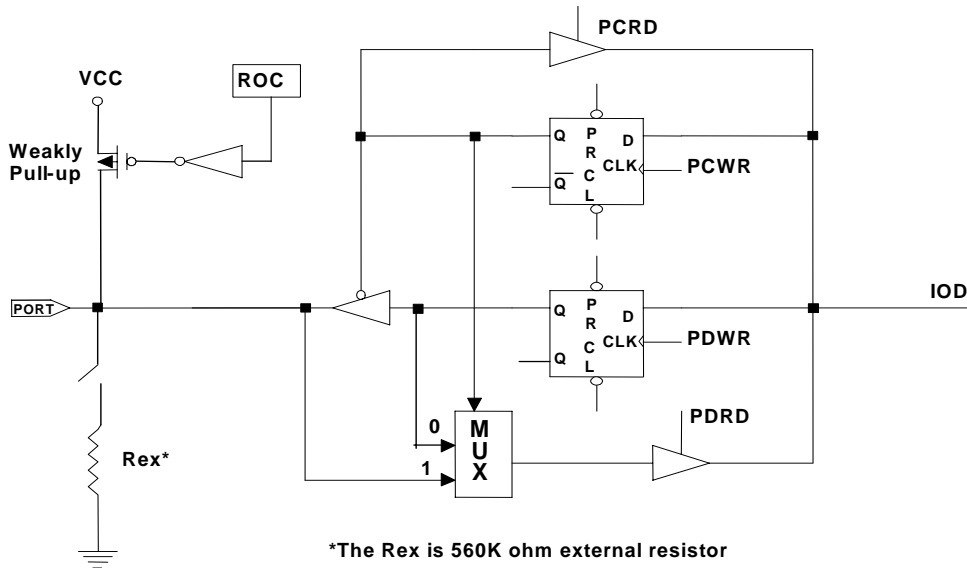 PCRD
VCC
ROC
Weakly
Pull-up
Q
P
R
D
CLK
C
L
Q
PCWR
PORT
IOD
Q
P
R
D
CLK
C
L
Q
PDWR
PDRD
0
1
M
U
X
Rex*
*The Rex is 560K ohm external resistor